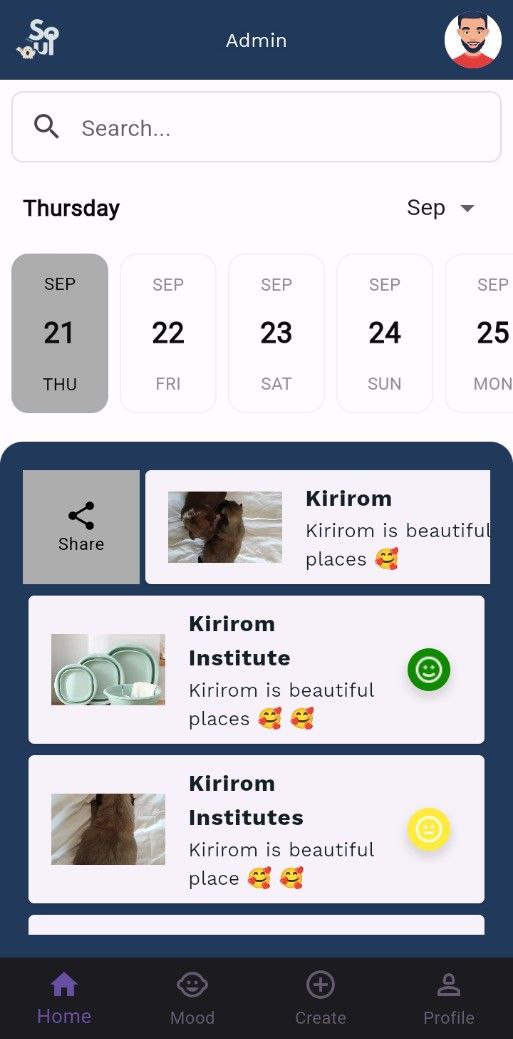 So
ul
Admin
Search...
Thursday
Sep
SEP
21
THU
SEP
22
FRI
SEP
23
SAT
SEP
24
SUN
SEP
25
MON
Share
Kirirom
Kirirom is beautiful
places 🥰
Kirirom
Institute
Kirirom is beautiful
places 🥰 🥰
Kirirom
Institutes
Kirirom is beautiful
place 🥰 🥰
Home
Mood
Create
Profile